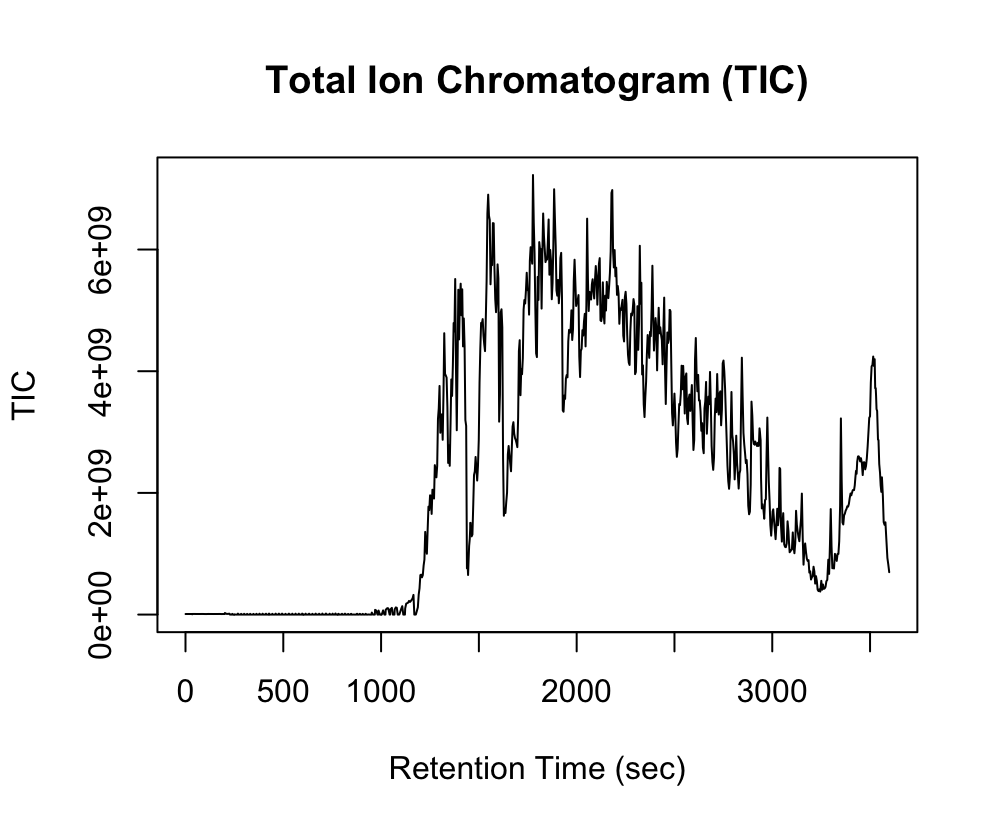 Total Ion Chromatogram (TIC)
TIC
6e+09
4e+09
2e+09
0e+00
0 500 1000 2000 3000
Retention Time (sec)